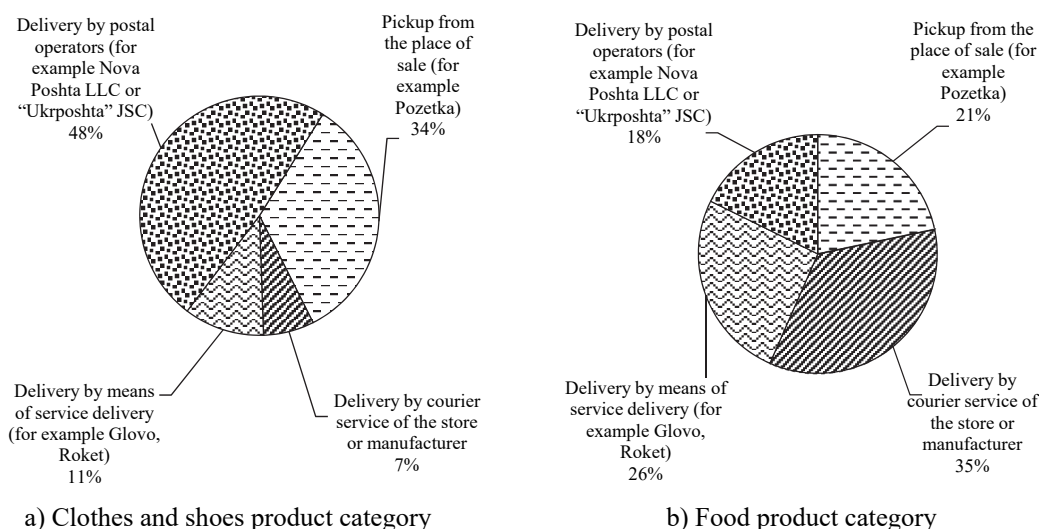 Delivery by postal
operators (for
example Nova
Poshta LLC or
“Ukrposhta” JSC)
48%
Pickup from
the place of
sale (for
example
Pozetka)
34%
Delivery by means
of service delivery
(for example Glovo,
Roket)
11%
Delivery by courier
service of the store
or manufacturer
7%
a) Clothes and shoes product category
Delivery by postal
operators (for
example Nova
Poshta LLC or
“Ukrposhta” JSC)
18%
Pickup from the
place of sale (for
example
Pozetka)
21%
Delivery by means of
service delivery (for
example Glovo,
Roket)
26%
Delivery by
courier service of
the store or
manufacturer
35%
b) Food product category